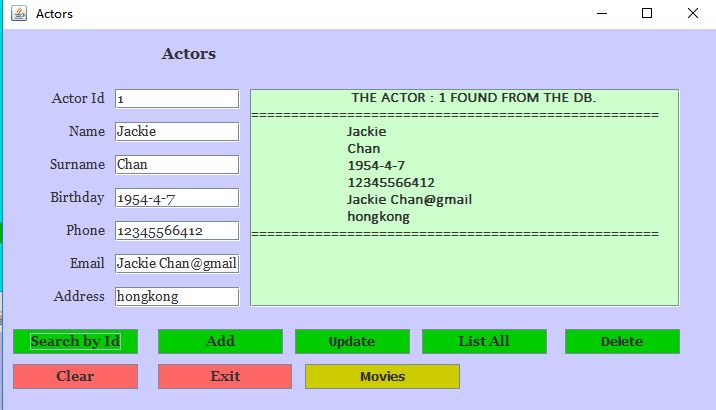 Actors
Actors
Actor Id 1
Name Jackie
Surname Chan
Birthday 1954-4-7
Phone 12345566412
Email Jackie Chan@gmail
Address hongkong
THE ACTOR : 1 FOUND FROM THE DB.
===================================================
Jackie
Chan
1954-4-7
12345566412
Jackie Chan@gmail
hongkong
===================================================
Search by Id Add Update List All Delete
Clear Exit Movies